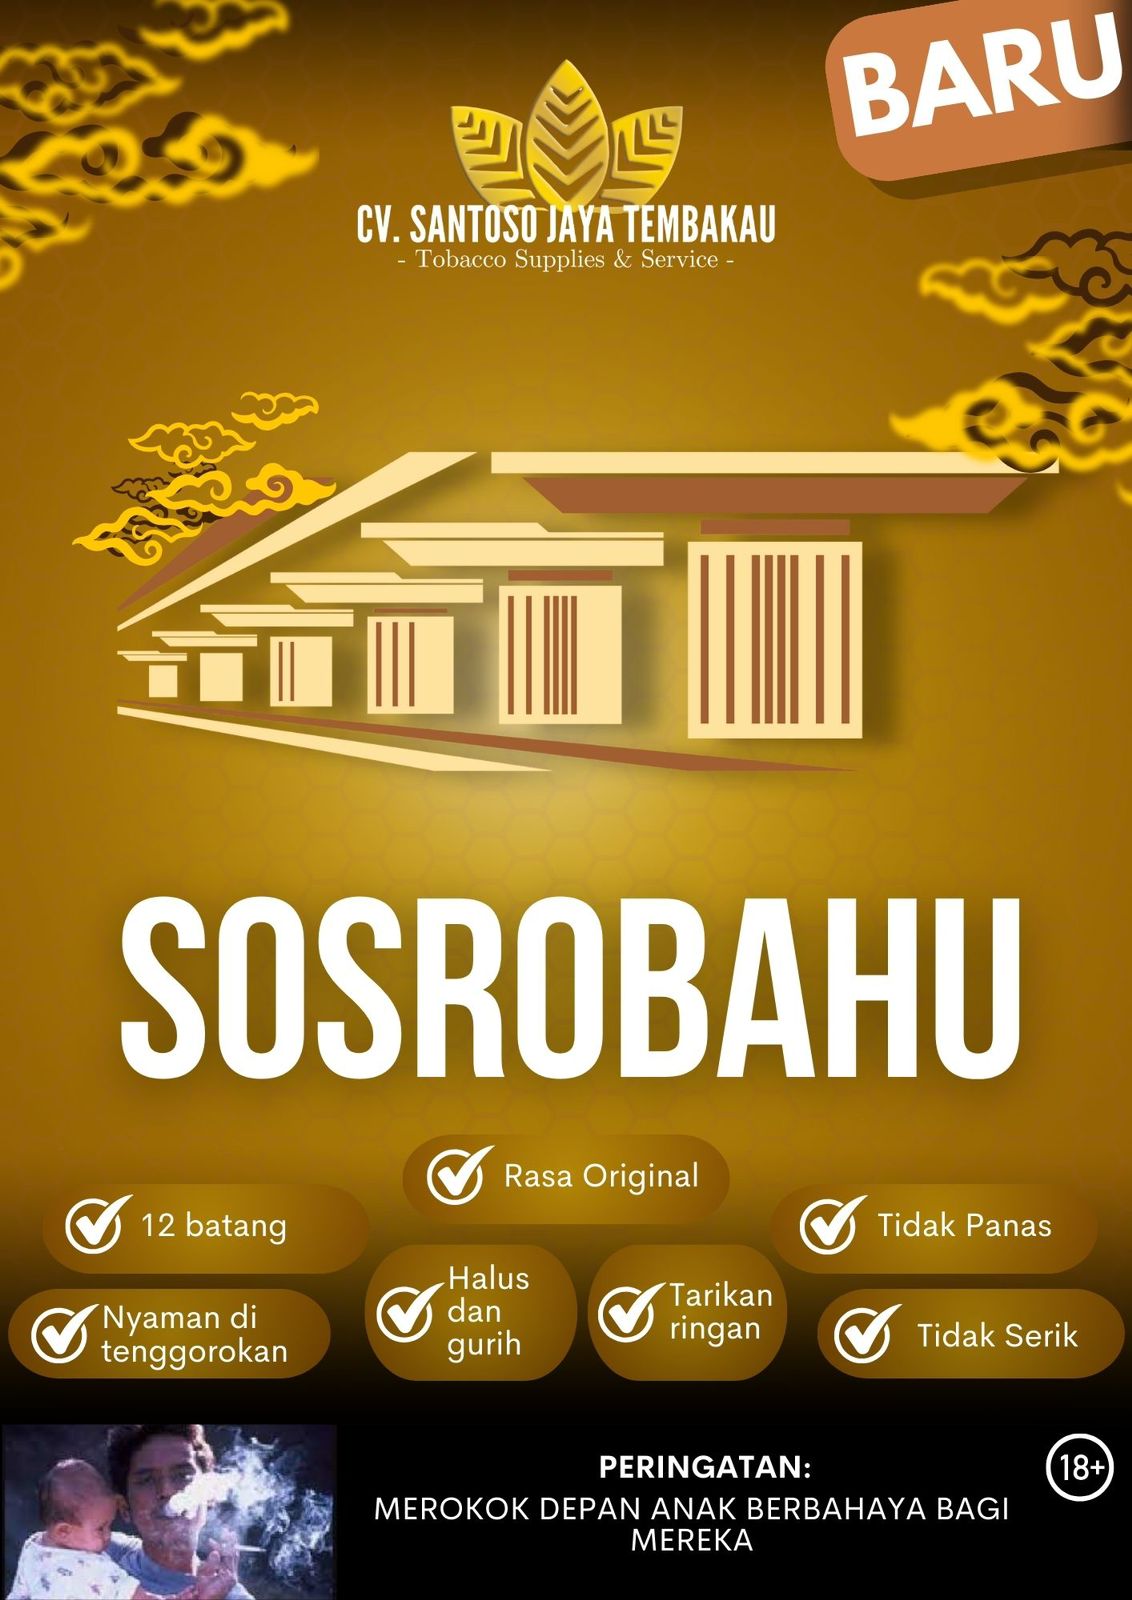 BARU
CV. SANTOSO JAYA TEMBAKAU
- Tobacco Supplies & Service -
SOSROBAHU
Rasa Original
12 batang
Tidak Panas
Nyaman di
tenggorokan
Halus
dan
gurih
Tarikan
ringan
Tidak Serik
PERINGATAN:
MEROKOK DEPAN ANAK BERBAHAYA BAGI
MEREKA
18+